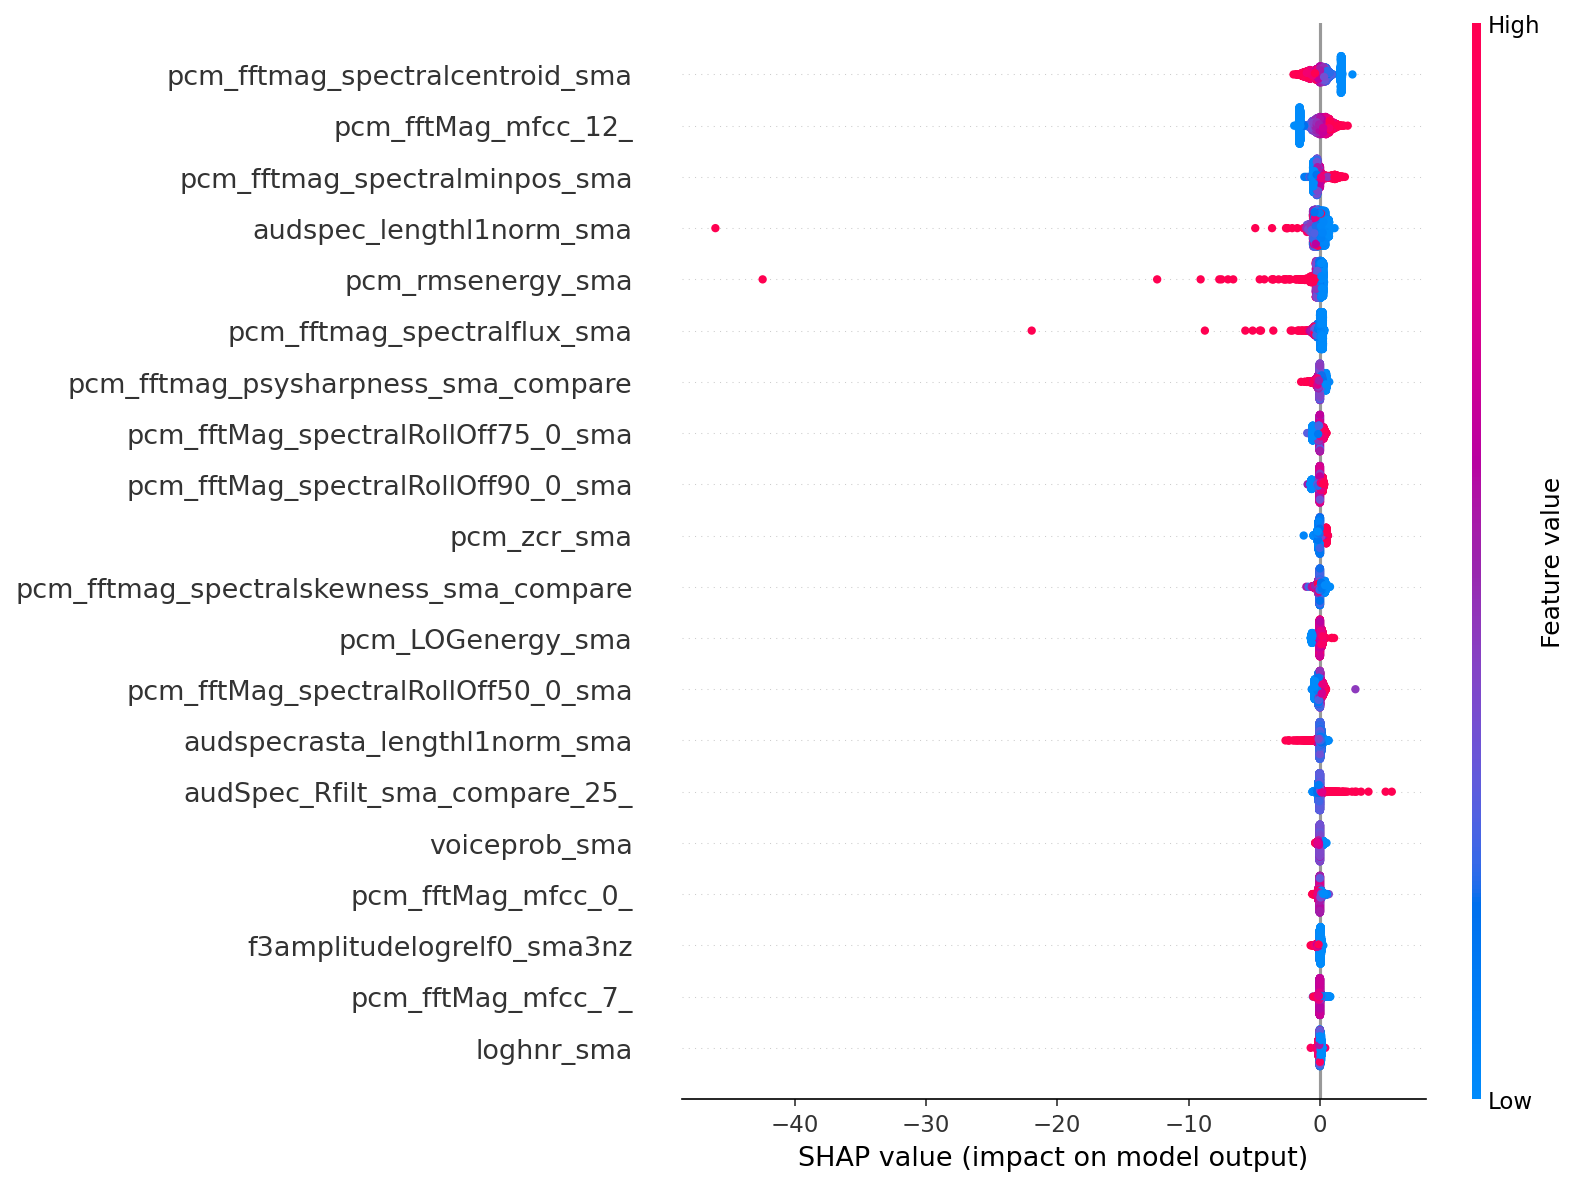 High
pcm_fftmag_spectralcentroid_sma
pcm_fftMag_mfcc_12_
pcm_fftmag_spectralminpos_sma
audspec_lengthl1norm_sma
pcm_rmsenergy_sma
pcm_fftmag_spectralflux_sma
pcm_fftmag_psysharpness_sma_compare
pcm_fftMag_spectralRollOff75_0_sma
pcm_fftMag_spectralRollOff90_0_sma
pcm_zcr_sma
pcm_fftmag_spectralskewness_sma_compare
pcm_LOGenergy_sma
pcm_fftMag_spectralRollOff50_0_sma
audspecrasta_lengthl1norm_sma
audSpec_Rfilt_sma_compare_25_
voiceprob_sma
pcm_fftMag_mfcc_0_
f3amplitudelogrelf0_sma3nz
pcm_fftMag_mfcc_7_
loghnr_sma
Feature value
Low
−40 −30 −20 −10 0
SHAP value (impact on model output)